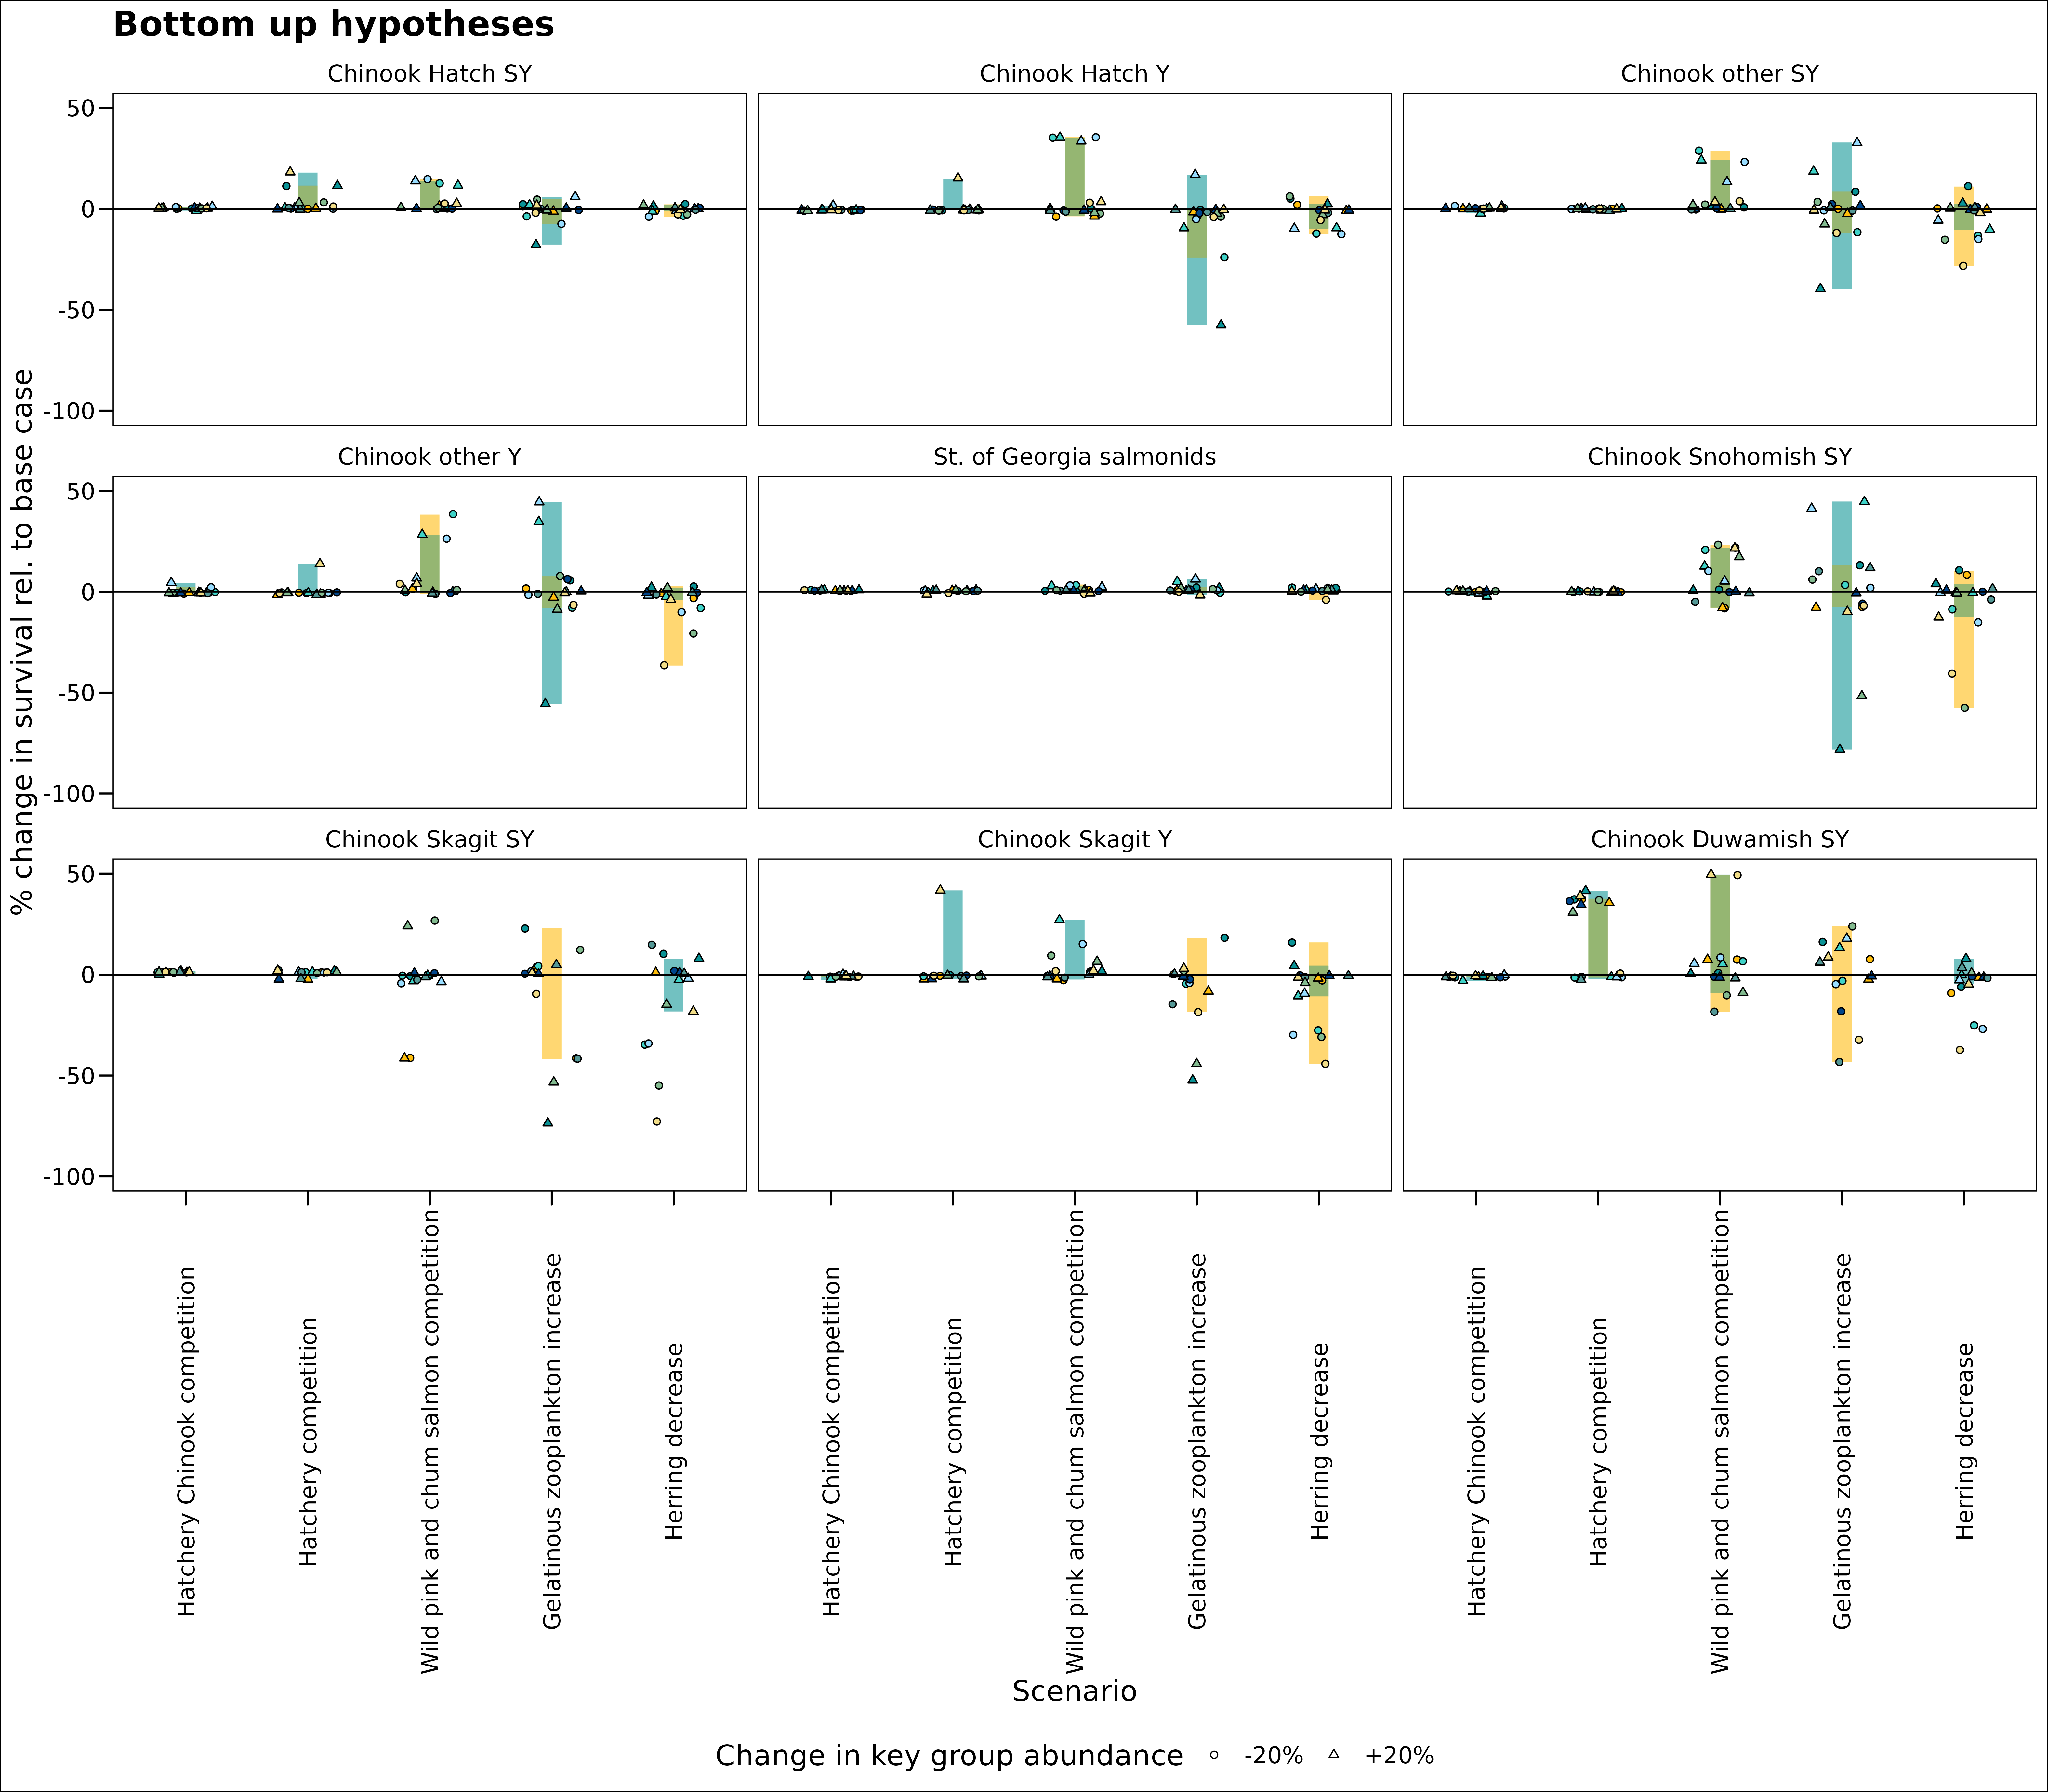 Bottom up hypotheses
Chinook Hatch SY
Chinook Hatch Y
Chinook other SY
50
0
-50
-100
Chinook other Y
St. of Georgia salmonids
Chinook Snohomish SY
50
0
-50
-100
Chinook Skagit SY
Chinook Skagit Y
Chinook Duwamish SY
50
0
-50
-100
% change in survival rel. to base case
Hatchery Chinook competition
Hatchery competition
Wild pink and chum salmon competition
Gelatinous zooplankton increase
Herring decrease
Hatchery Chinook competition
Hatchery competition
Wild pink and chum salmon competition
Gelatinous zooplankton increase
Herring decrease
Hatchery Chinook competition
Hatchery competition
Wild pink and chum salmon competition
Gelatinous zooplankton increase
Herring decrease
Scenario
Change in key group abundance -20% +20%